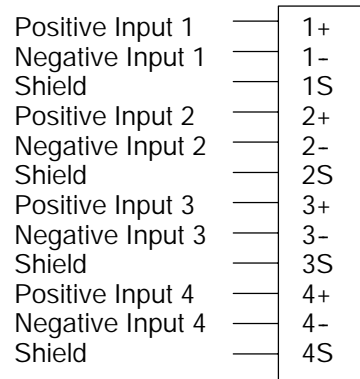 Positive Input 1 1+
Negative Input 1 1-
Shield 1S
Positive Input 2 2+
Negative Input 2 2-
Shield 2S
Positive Input 3 3+
Negative Input 3 3-
Shield 3S
Positive Input 4 4+
Negative Input 4 4-
Shield 4S